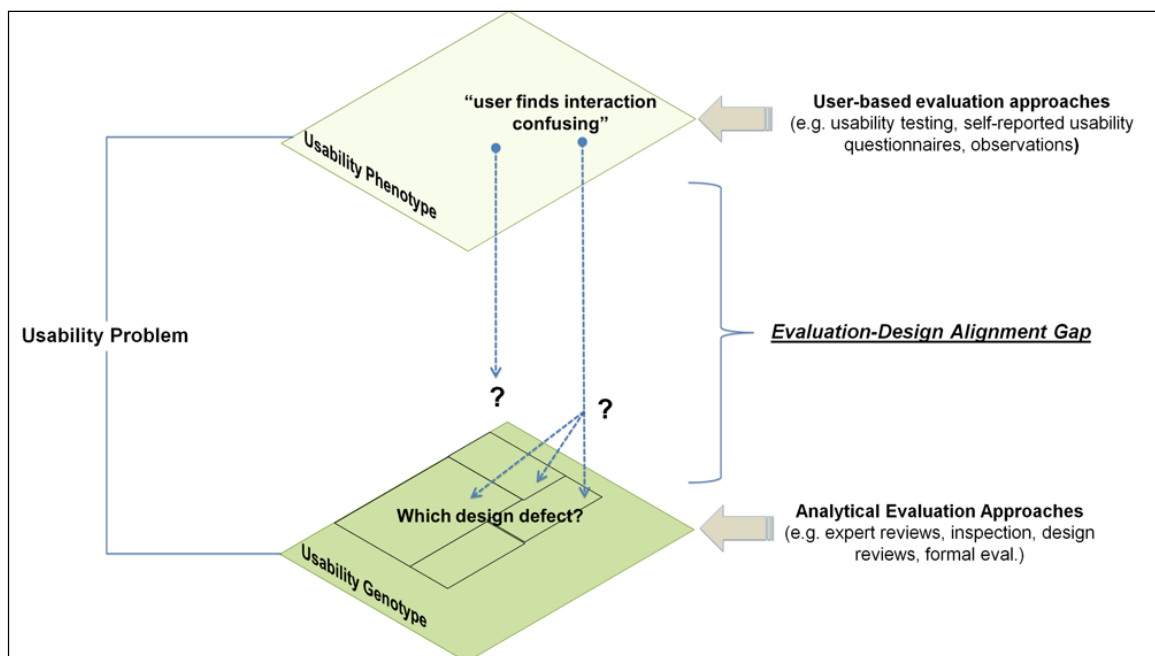 “user finds interaction
confusing”
Usability Phenotype
User-based evaluation approaches
(e.g. usability testing, self-reported usability
questionnaires, observations)
Usability Problem
Evaluation-Design Alignment Gap
?
?
Which design defect?
Usability Genotype
Analytical Evaluation Approaches
(e.g. expert reviews, inspection, design
reviews, formal eval.)